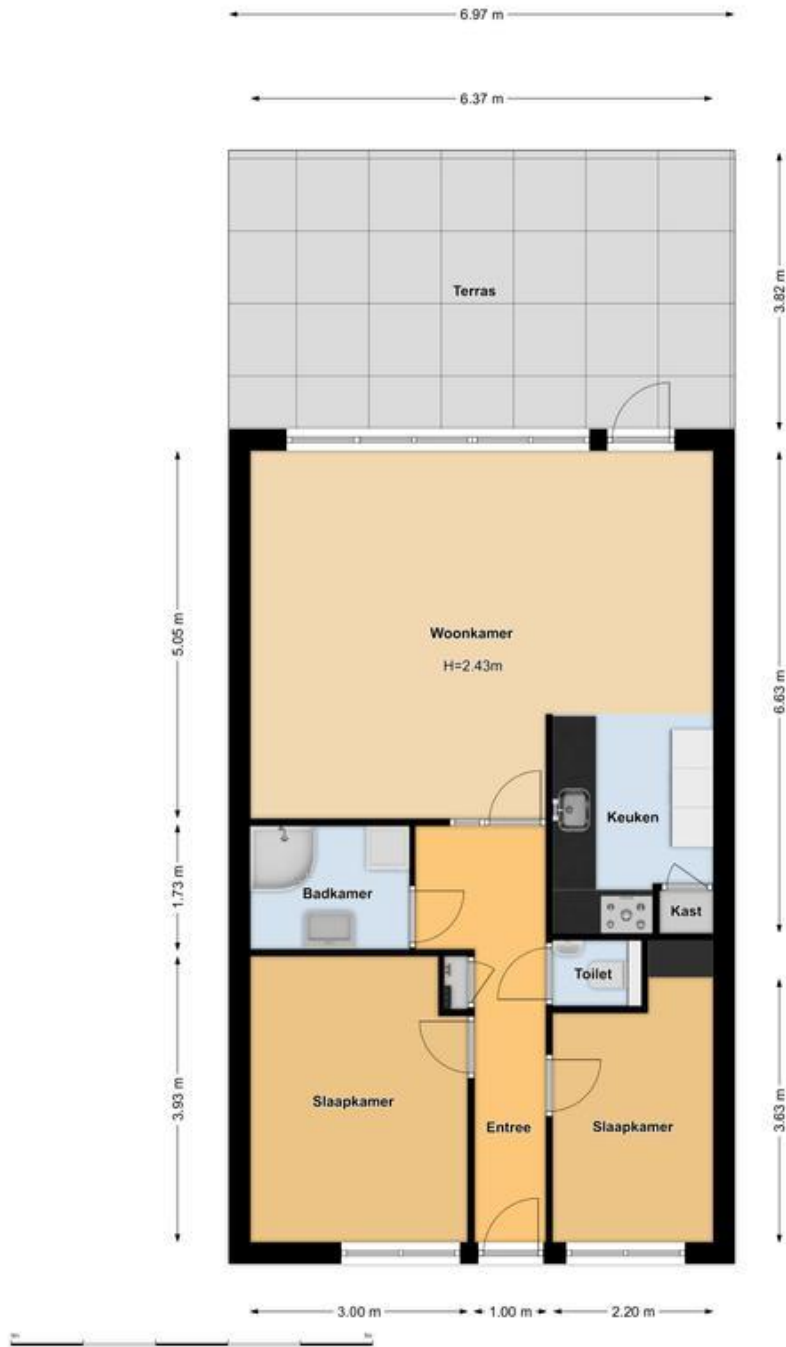 6.97 m
6.37 m
Terras
3.82 m
5.05 m
Woonkamer
H=2.43m
6.63 m
Keuken
1.73 m
Badkamer
Kast
Toilet
3.93 m
Slaapkamer
Entree
Slaapkamer
3.63 m
3.00 m
1.00 m
2.20 m